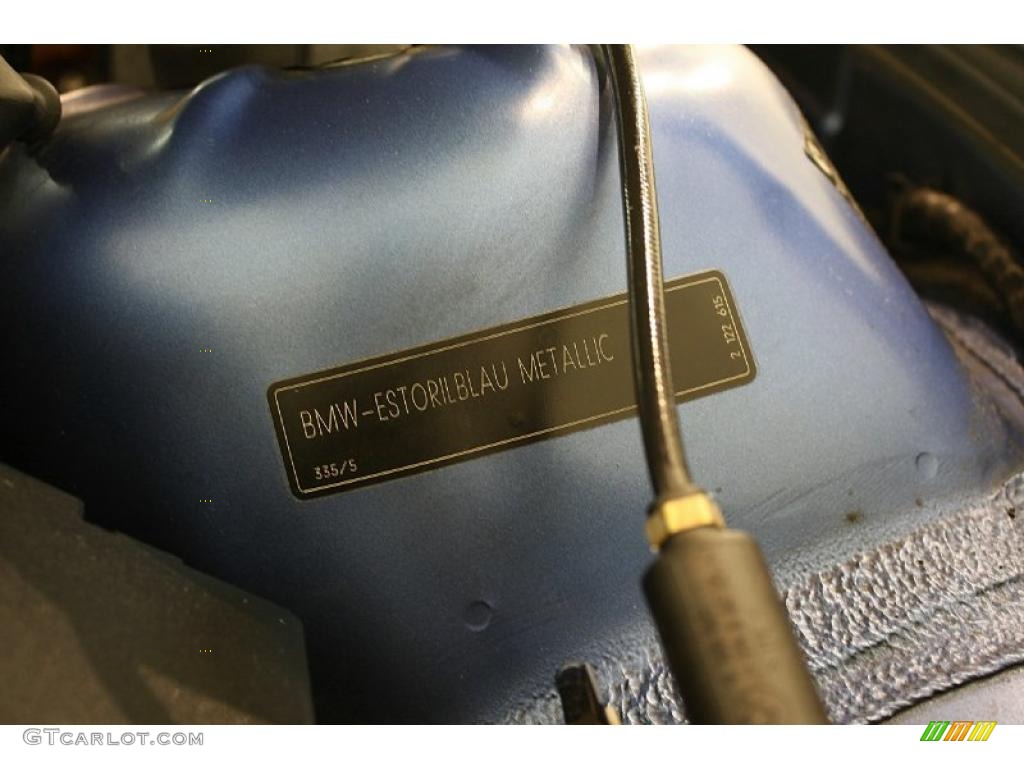 BMW-ESTORILBLAU METALLIC
335/5
2 122 615
GTCARLOT.COM